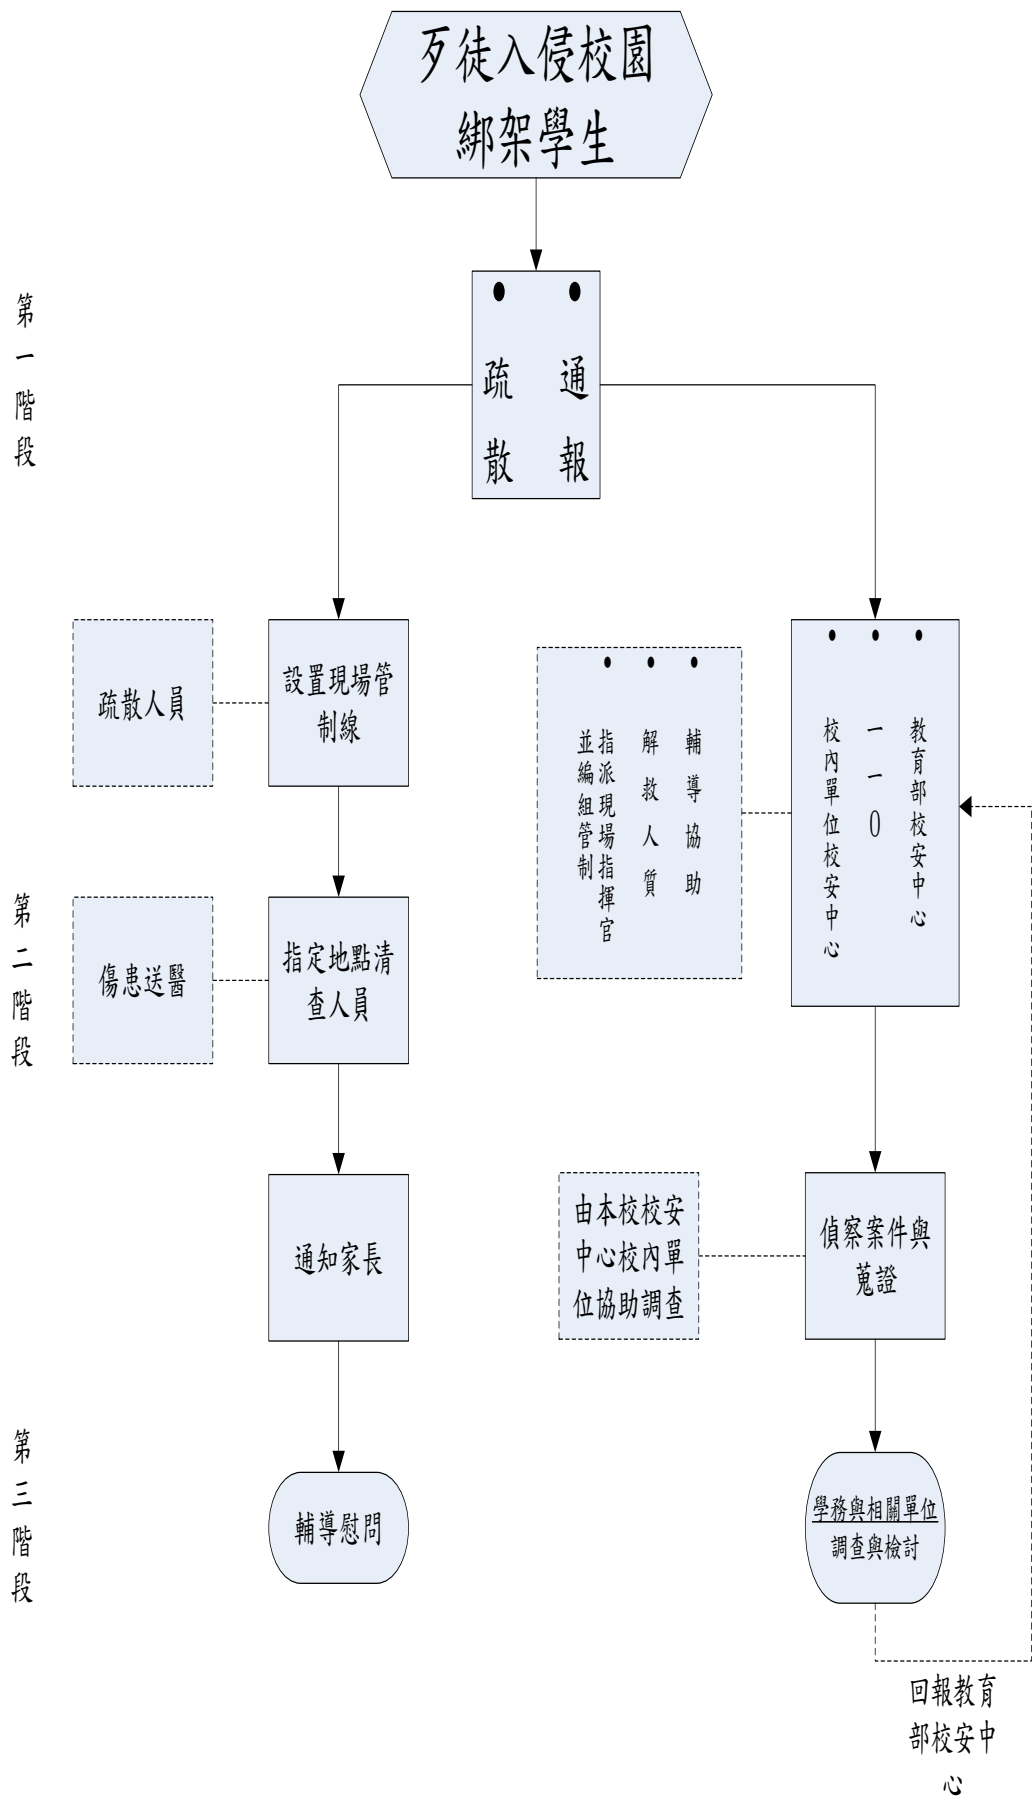 歹徒入侵校園
綁架學生
第一階段
通報
疏散
疏散人員
設置現場管
制線
輔導協助
解救人質
指派現場指揮官
並編組管制
教育部校安中心
一一〇
校內單位校安中心
第二階段
傷患送醫
指定地點清
查人員
通知家長
由本校校安
中心校內單
位協助調查
偵察案件與
蒐證
第三階段
輔導慰問
學務與相關單位
調查與檢討
回報教育
部校安中
心